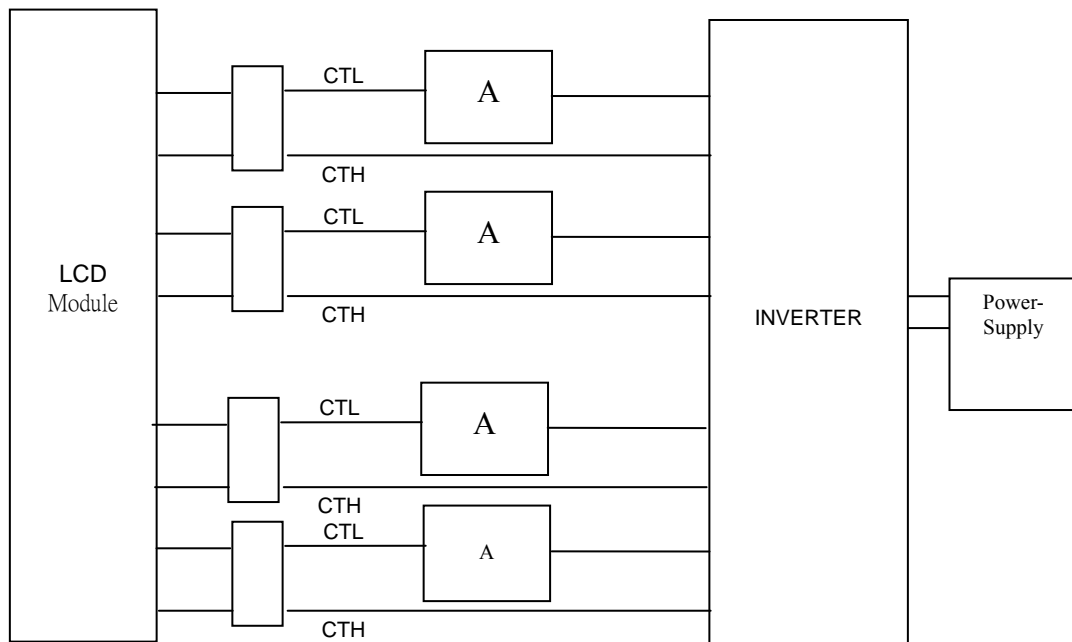 CTL
A
CTH
CTL
A
CTH
LCD
Module
INVERTER
Power-
Supply
CTL
A
CTH
CTL
A
CTH